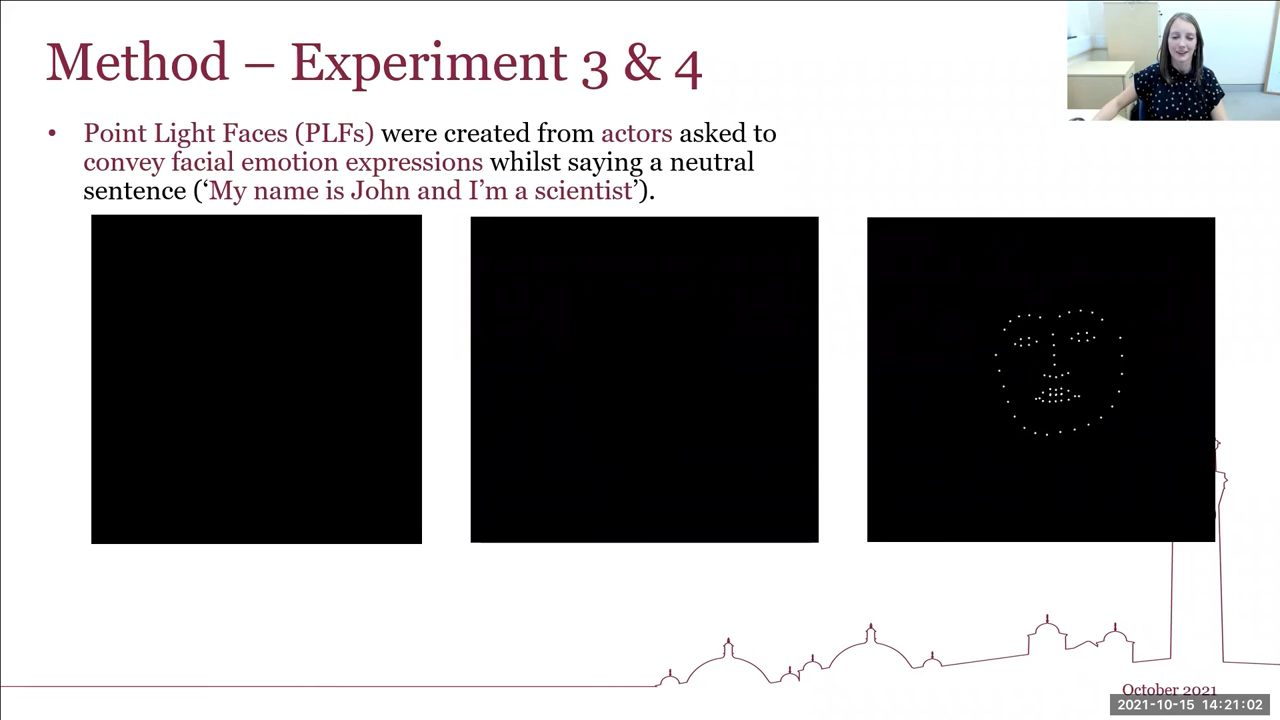 Method – Experiment 3 & 4
• Point Light Faces (PLFs) were created from actors asked to
convey facial emotion expressions whilst saying a neutral
sentence (‘My name is John and I’m a scientist’).
October 2021
2021-10-15 14:21:02